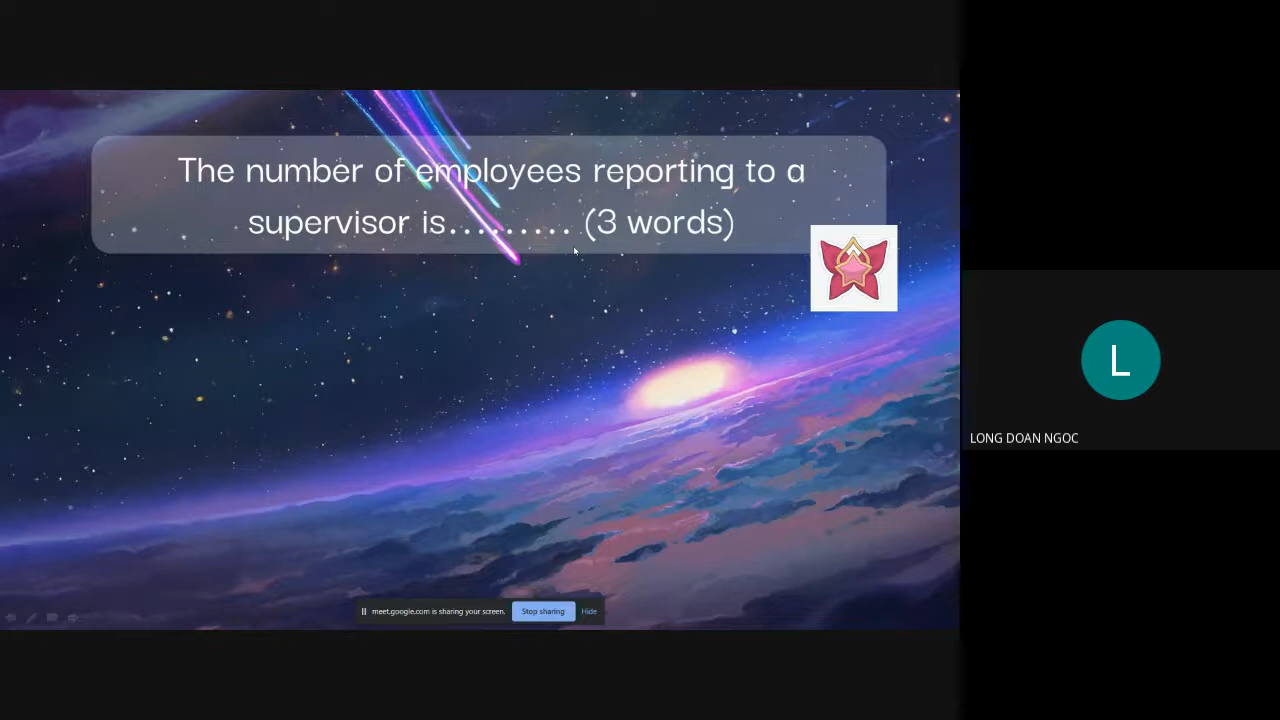 The number of employees reporting to a
supervisor is......... (3 words)
L
LONG DOAN NGOC
meet.google.com is sharing your screen. Stop sharing Hide